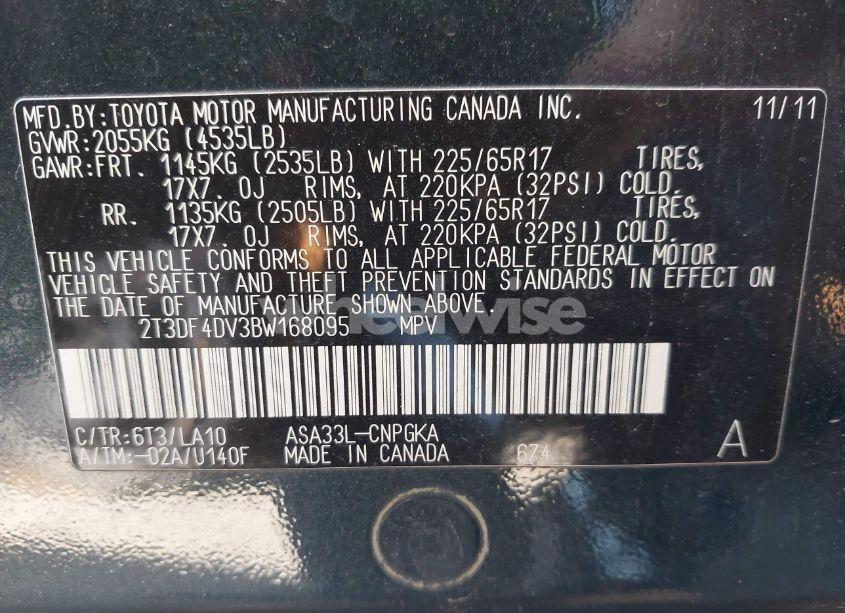 MFD.BY:TOYOTA MOTOR MANUFACTURING CANADA INC. 11/11
GVWR:2055KG (4535LB)
GAWR:FRT. 1145KG (2535LB) WITH 225/65R17 TIRES,
17X7.0J RIMS, AT 220KPA (32PSI) COLD.
RR. 1135KG (2505LB) WITH 225/65R17 TIRES,
17X7.0J RIMS, AT 220KPA (32PSI) COLD.
THIS VEHICLE CONFORMS TO ALL APPLICABLE FEDERAL MOTOR
VEHICLE SAFETY AND THEFT PREVENTION STANDARDS IN EFFECT ON
THE DATE OF MANUFACTURE SHOWN ABOVE.
2T3DF4DV3BW168095 MPV
C/TR:6T3/LA10 ASA33L-CNPGKA
A/TM:-02A/U140F MADE IN CANADA 674 A